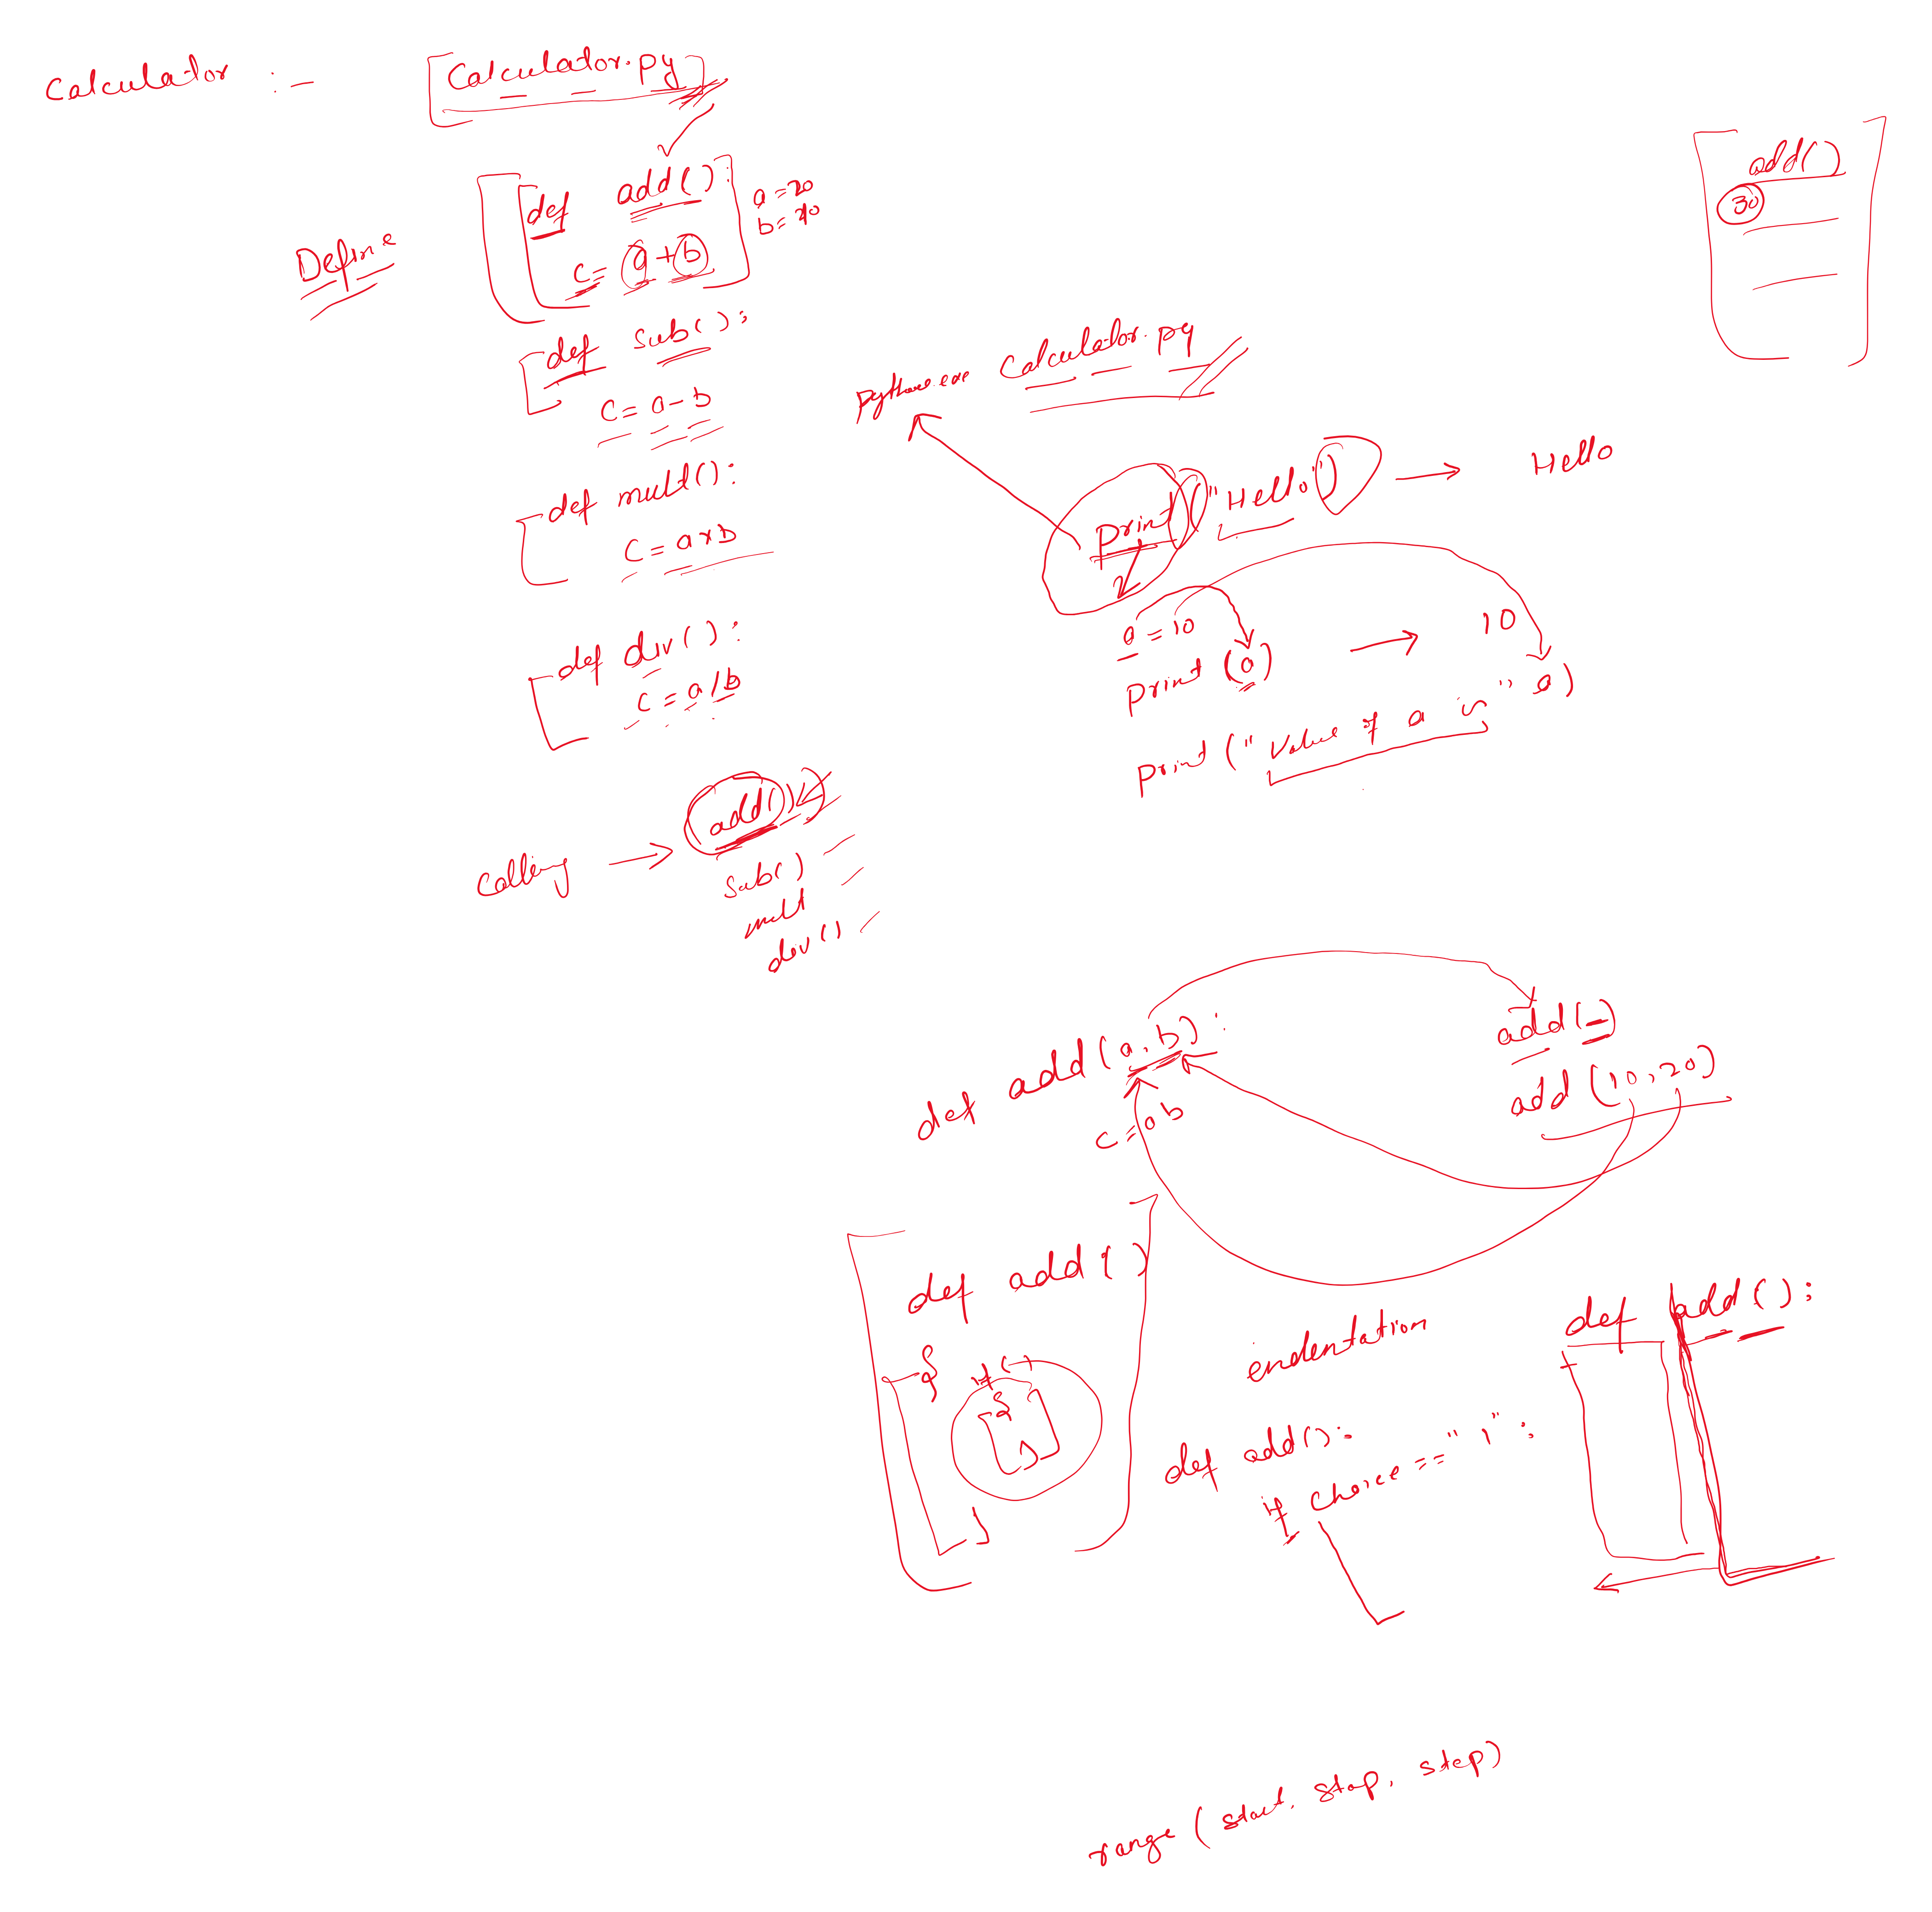 Calculator :-
Calculator.py
def add():
a=20
b=10
Define
c = a+b
def sub():
c = a-b
def mult():
c = a*b
def div():
c = a/b
Calling → add()
sub()
mult
div()
add()
30
python.exe Calculator.py
print("Hello") → Hello
a=10
print(a) → 10
print("Value of a is" a)
def add(a,b):
c = ab
add(-)
add(10,20)
def add()
{
if()
{
}
}
indentation
def add():
if choice == "1":
def add():
range(start, stop, step)